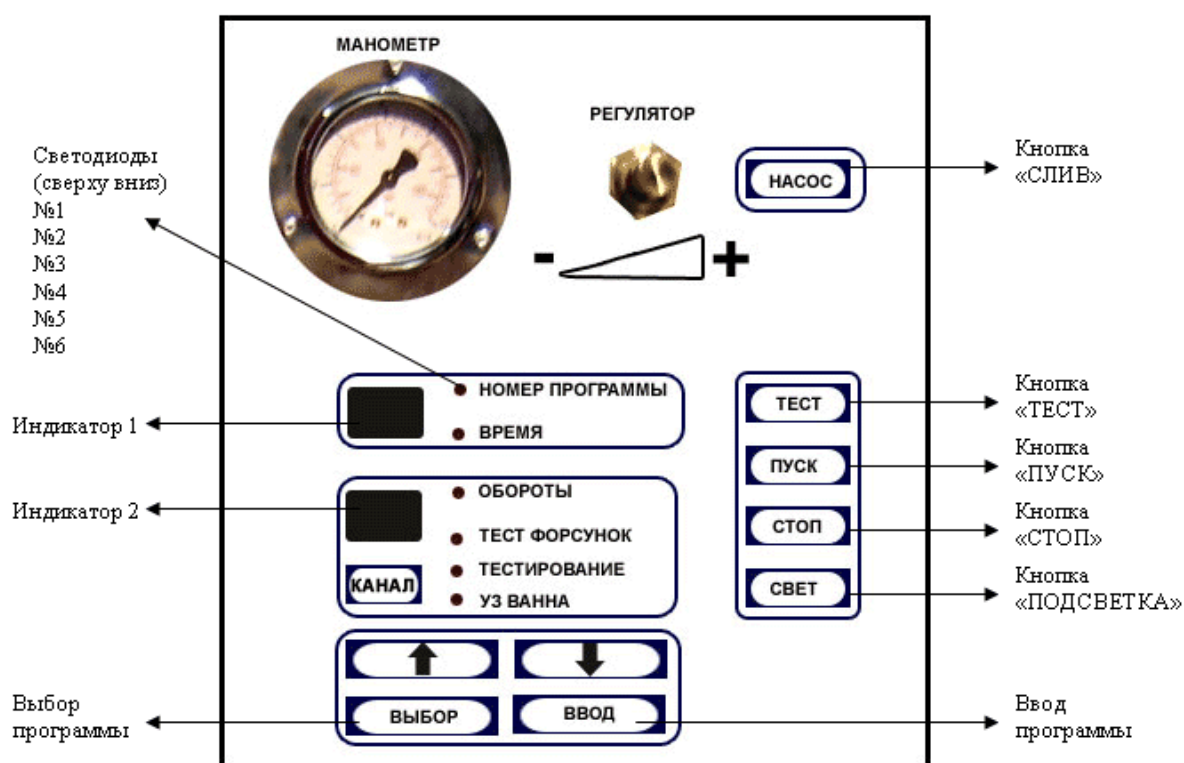 МАНОМЕТР
РЕГУЛЯТОР
НАСОС
Кнопка
«СЛИВ»
Светодиоды
(сверху вниз)
№1
№2
№3
№4
№5
№6
- +
НОМЕР ПРОГРАММЫ
ВРЕМЯ
Индикатор 1
ТЕСТ
Кнопка
«ТЕСТ»
ПУСК
Кнопка
«ПУСК»
Индикатор 2
ОБОРОТЫ
ТЕСТ ФОРСУНОК
ТЕСТИРОВАНИЕ
УЗ ВАННА
КАНАЛ
СТОП
Кнопка
«СТОП»
СВЕТ
Кнопка
«ПОДСВЕТКА»
Выбор
программы
ВЫБОР
ВВОД
Ввод
программы